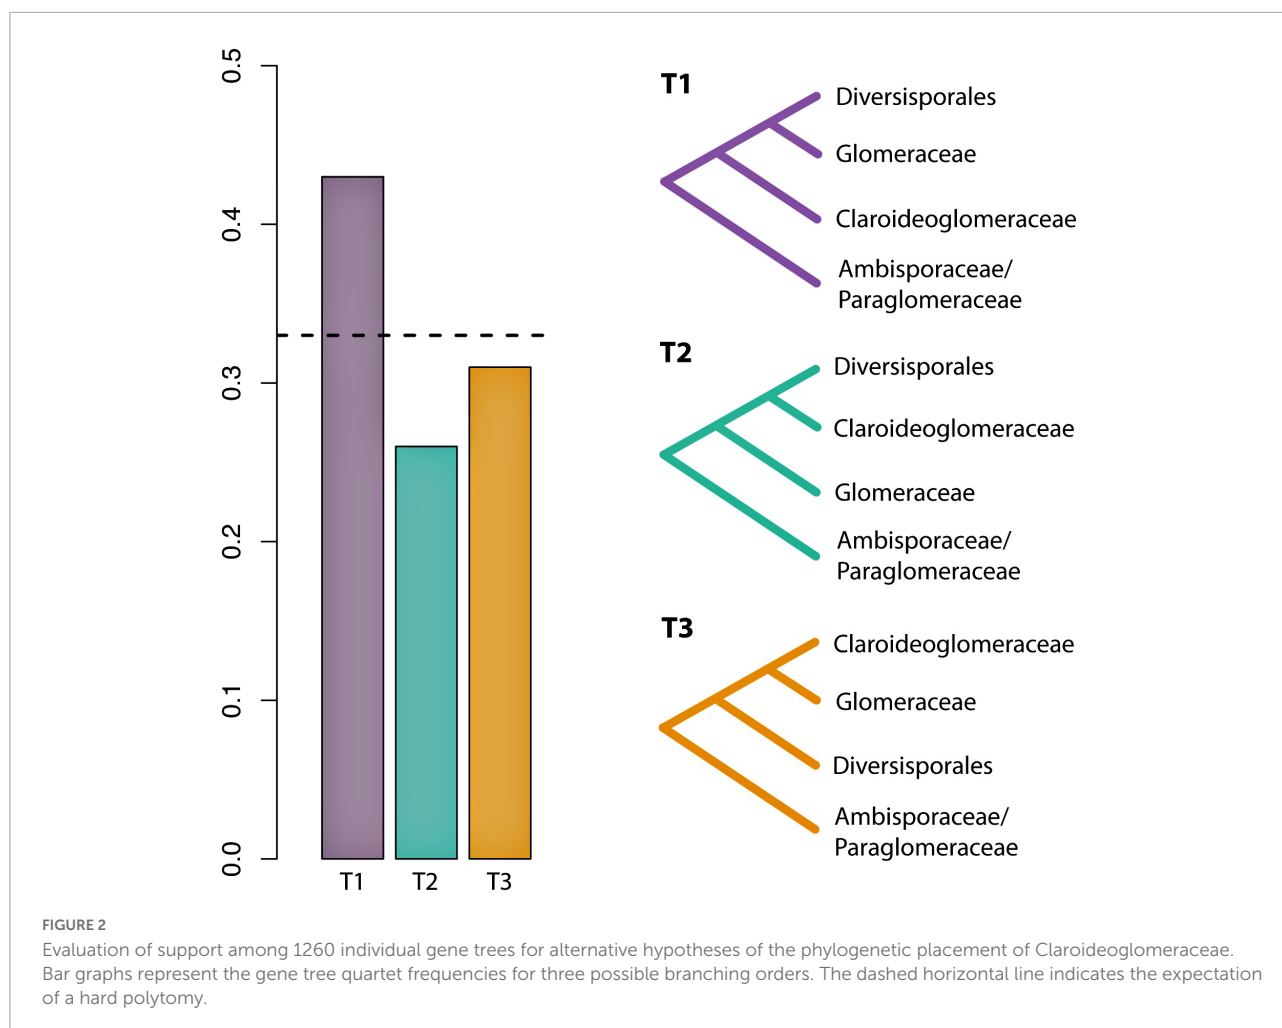 0.5
0.4
0.3
0.2
0.1
0.0
T1
T2
T3
T1
Diversisporales
Glomeraceae
Claroideoglomeraceae
Ambisporaceae/
Paraglomeraceae
T2
Diversisporales
Claroideoglomeraceae
Glomeraceae
Ambisporaceae/
Paraglomeraceae
T3
Claroideoglomeraceae
Glomeraceae
Diversisporales
Ambisporaceae/
Paraglomeraceae
FIGURE 2
Evaluation of support among 1260 individual gene trees for alternative hypotheses of the phylogenetic placement of Claroideoglomeraceae.
Bar graphs represent the gene tree quartet frequencies for three possible branching orders. The dashed horizontal line indicates the expectation
of a hard polytomy.